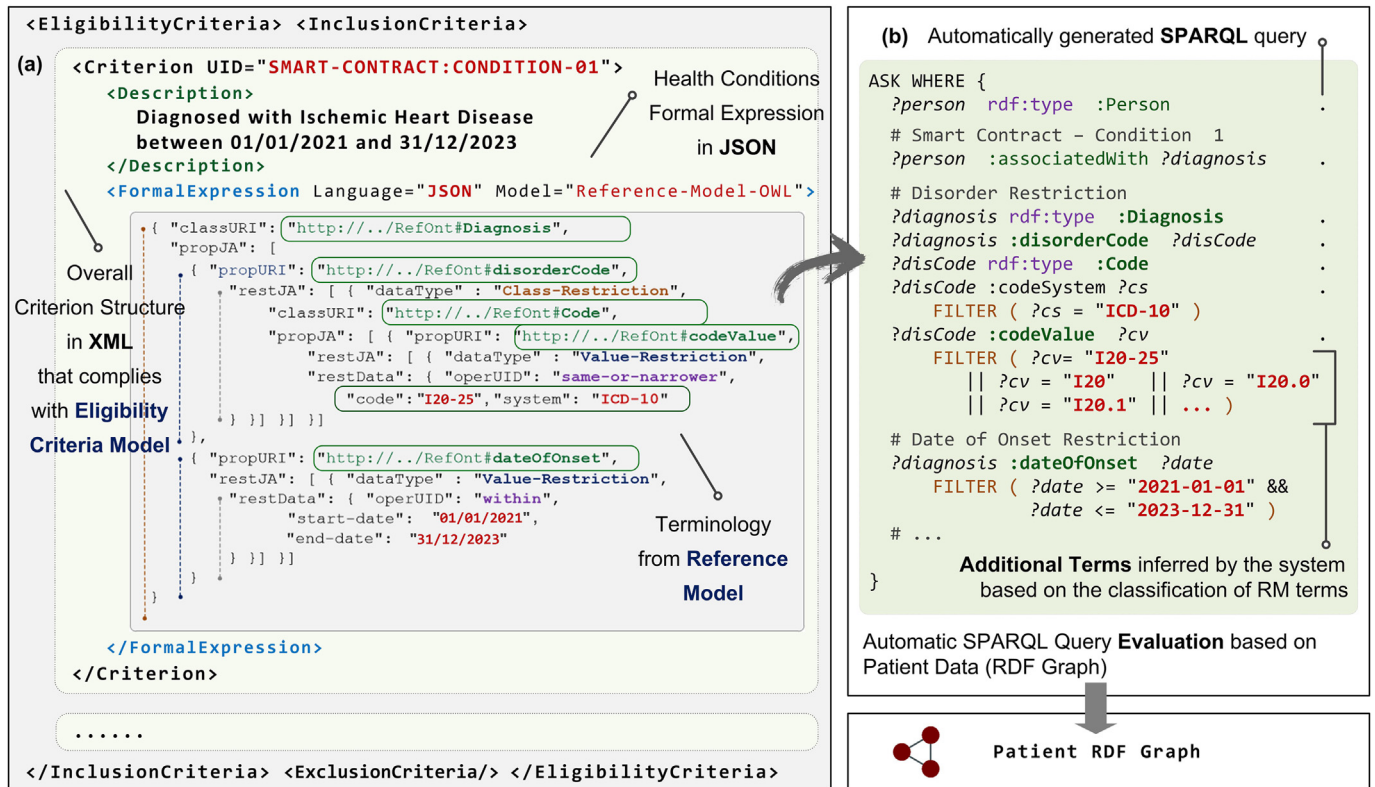 <EligibilityCriteria> <InclusionCriteria>
(a)
<Criterion UID="SMART-CONTRACT:CONDITION-01">
<Description>
Diagnosed with Ischemic Heart Disease
between 01/01/2021 and 31/12/2023
</Description>
<FormalExpression Language="JSON" Model="Reference-Model-OWL">
Health Conditions
Formal Expression
in JSON
{ "classURI": "http://../RefOnt#Diagnosis",
"propJA": [
{ "propURI": "http://../RefOnt#disorderCode",
"restJA": [ { "dataType" : "Class-Restriction",
"classURI": "http://../RefOnt#Code",
"propJA": [ { "propURI": "http://../RefOnt#codeValue",
"restJA": [ { "dataType" : "Value-Restriction",
"restData": { "operUID": "same-or-narrower",
"code":"I20-25","system": "ICD-10"
} }] }] }]
},
{ "propURI": "http://../RefOnt#dateOfOnset",
"restJA": [ { "dataType" : "Value-Restriction",
"restData": { "operUID": "within",
"start-date": "01/01/2021",
"end-date": "31/12/2023"
} }] }]
}
}
Overall
Criterion Structure
in XML
that complies
with Eligibility
Criteria Model
Terminology
from Reference
Model
</FormalExpression>
</Criterion>
......
</InclusionCriteria> <ExclusionCriteria/> </EligibilityCriteria>
(b) Automatically generated SPARQL query
ASK WHERE {
?person rdf:type :Person .
# Smart Contract – Condition 1
?person :associatedWith ?diagnosis .
# Disorder Restriction
?diagnosis rdf:type :Diagnosis .
?diagnosis :disorderCode ?disCode .
?disCode rdf:type :Code .
?disCode :codeSystem ?cs .
FILTER ( ?cs = "ICD-10" )
?disCode :codeValue ?cv .
FILTER ( ?cv= "I20-25"
|| ?cv = "I20" || ?cv = "I20.0"
|| ?cv = "I20.1" || ... )
# Date of Onset Restriction
?diagnosis :dateOfOnset ?date
FILTER ( ?date >= "2021-01-01" &&
?date <= "2023-12-31" )
# ...
}
Additional Terms inferred by the system
based on the classification of RM terms
Automatic SPARQL Query Evaluation based on
Patient Data (RDF Graph)
Patient RDF Graph